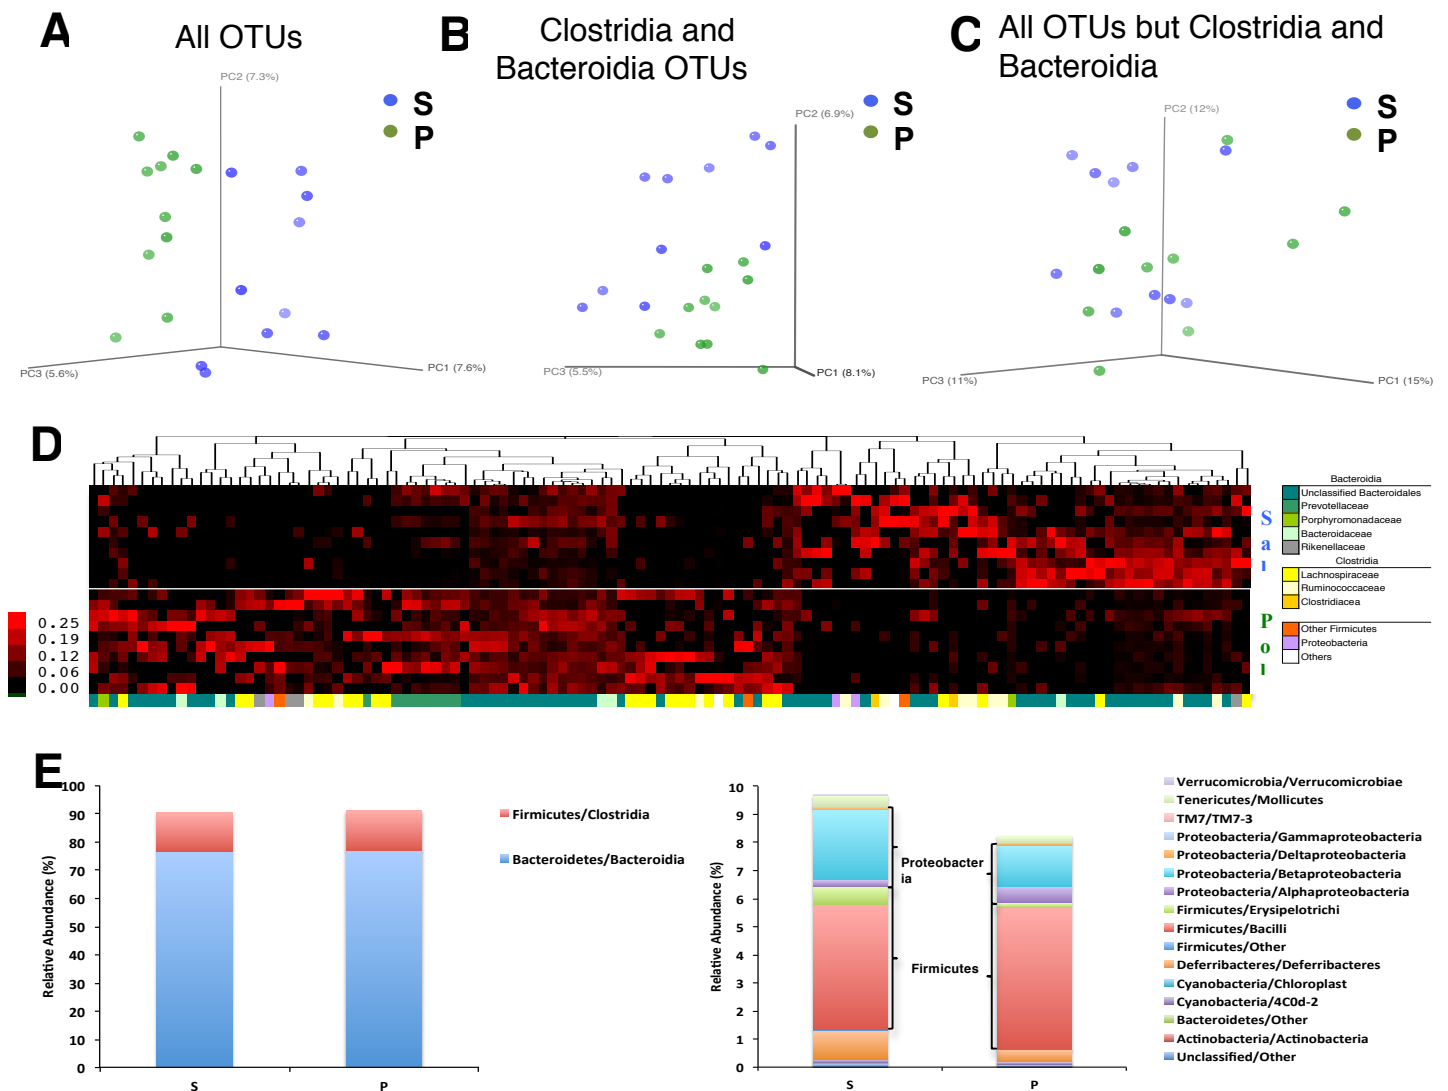 A
All OTUs
PC2 (7.3%)
S
P
PC3 (5.6%)
PC1 (7.6%)
B
Clostridia and
Bacteroidia OTUs
S
P
PC2 (6.9%)
PC3 (5.5%)
PC1 (8.1%)
C
All OTUs but Clostridia and
Bacteroidia
S
P
PC2 (12%)
PC3 (11%)
PC1 (15%)
D
S
a
l
P
o
l
0.25
0.19
0.12
0.06
0.00
Bacteroidia
Unclassified Bacteroidales
Prevotellaceae
Porphyromonadaceae
Bacteroidaceae
Rikenellaceae
Clostridia
Lachnospiraceae
Ruminococcaceae
Clostridiacea
Other Firmicutes
Proteobacteria
Others
E
Relative Abundance (%)
100
90
80
70
60
50
40
30
20
10
0
S
P
Firmicutes/Clostridia
Bacteroidetes/Bacteroidia
Relative Abundance (%)
10
9
8
7
6
5
4
3
2
1
0
S
P
Proteobacter
ia
Firmicutes
Verrucomicrobia/Verrucomicrobiae
Tenericutes/Mollicutes
TM7/TM7-3
Proteobacteria/Gammaproteobacteria
Proteobacteria/Deltaproteobacteria
Proteobacteria/Betaproteobacteria
Proteobacteria/Alphaproteobacteria
Firmicutes/Erysipelotrichi
Firmicutes/Bacilli
Firmicutes/Other
Deferribacteres/Deferribacteres
Cyanobacteria/Chloroplast
Cyanobacteria/4C0d-2
Bacteroidetes/Other
Actinobacteria/Actinobacteria
Unclassified/Other